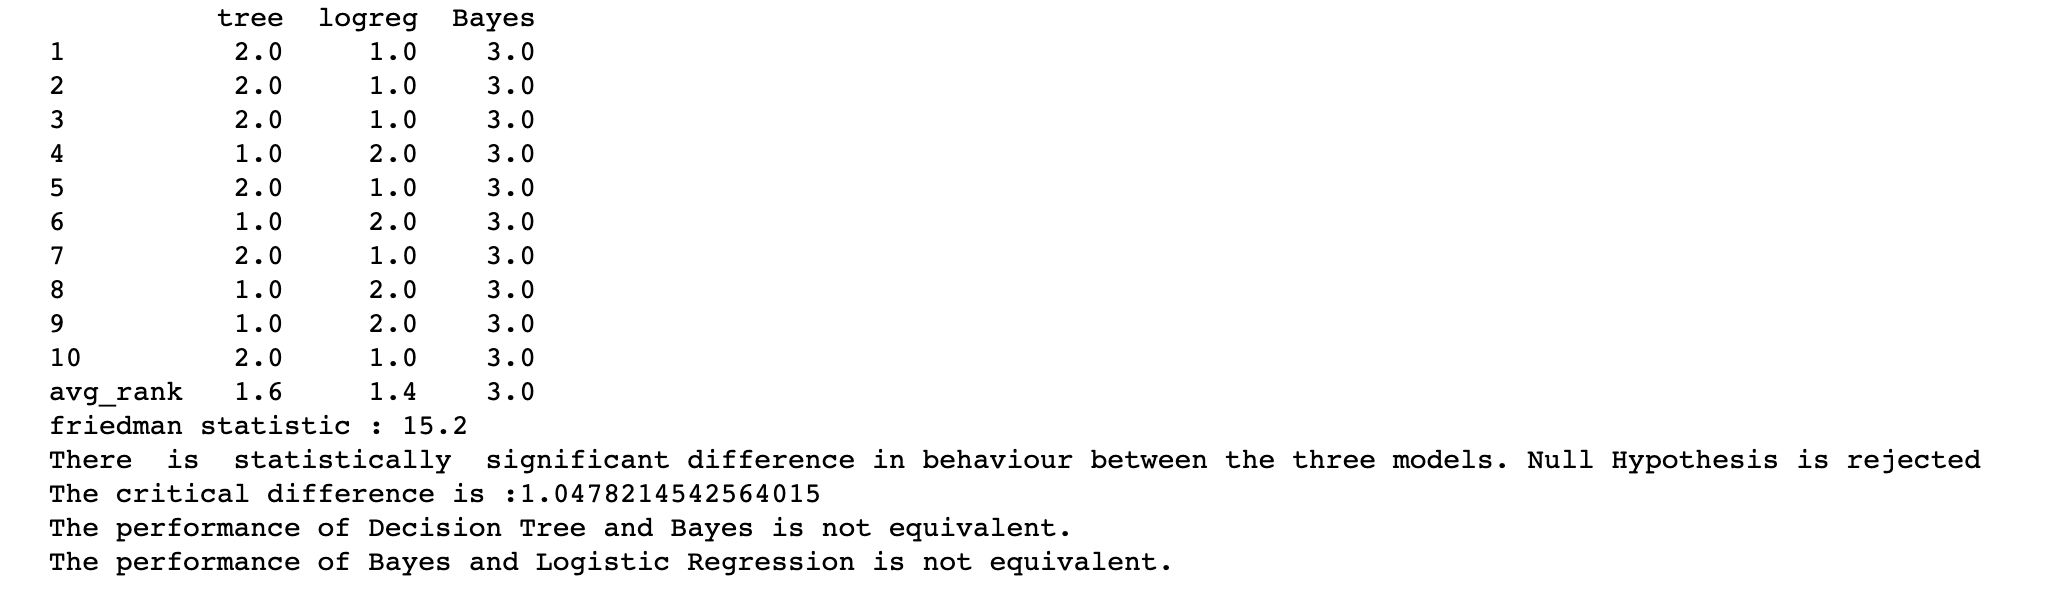 tree logreg Bayes
1 2.0 1.0 3.0
2 2.0 1.0 3.0
3 2.0 1.0 3.0
4 1.0 2.0 3.0
5 2.0 1.0 3.0
6 1.0 2.0 3.0
7 2.0 1.0 3.0
8 1.0 2.0 3.0
9 1.0 2.0 3.0
10 2.0 1.0 3.0
avg_rank 1.6 1.4 3.0
friedman statistic : 15.2
There is statistically significant difference in behaviour between the three models. Null Hypothesis is rejected
The critical difference is :1.0478214542564015
The performance of Decision Tree and Bayes is not equivalent.
The performance of Bayes and Logistic Regression is not equivalent.